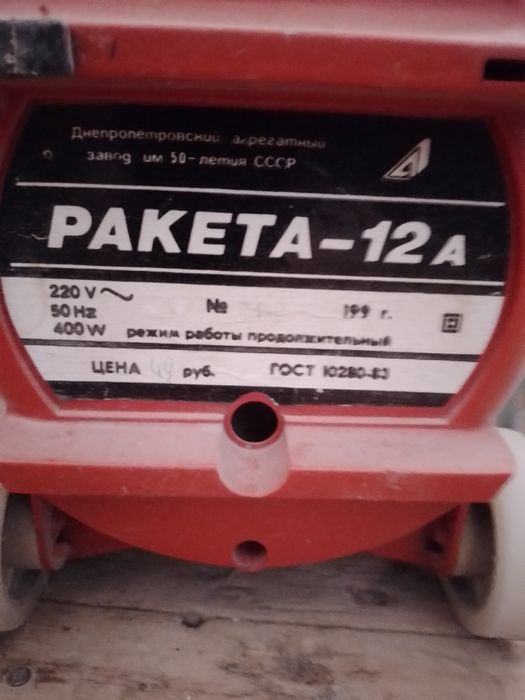 Днепропетровский агрегатный
завод им 50-летия СССР
РАКЕТА-12А
220 V ~ № 199 г.
50 Hz
400 W режим работы продолжительный
ЦЕНА 44 руб. ГОСТ 10280-83